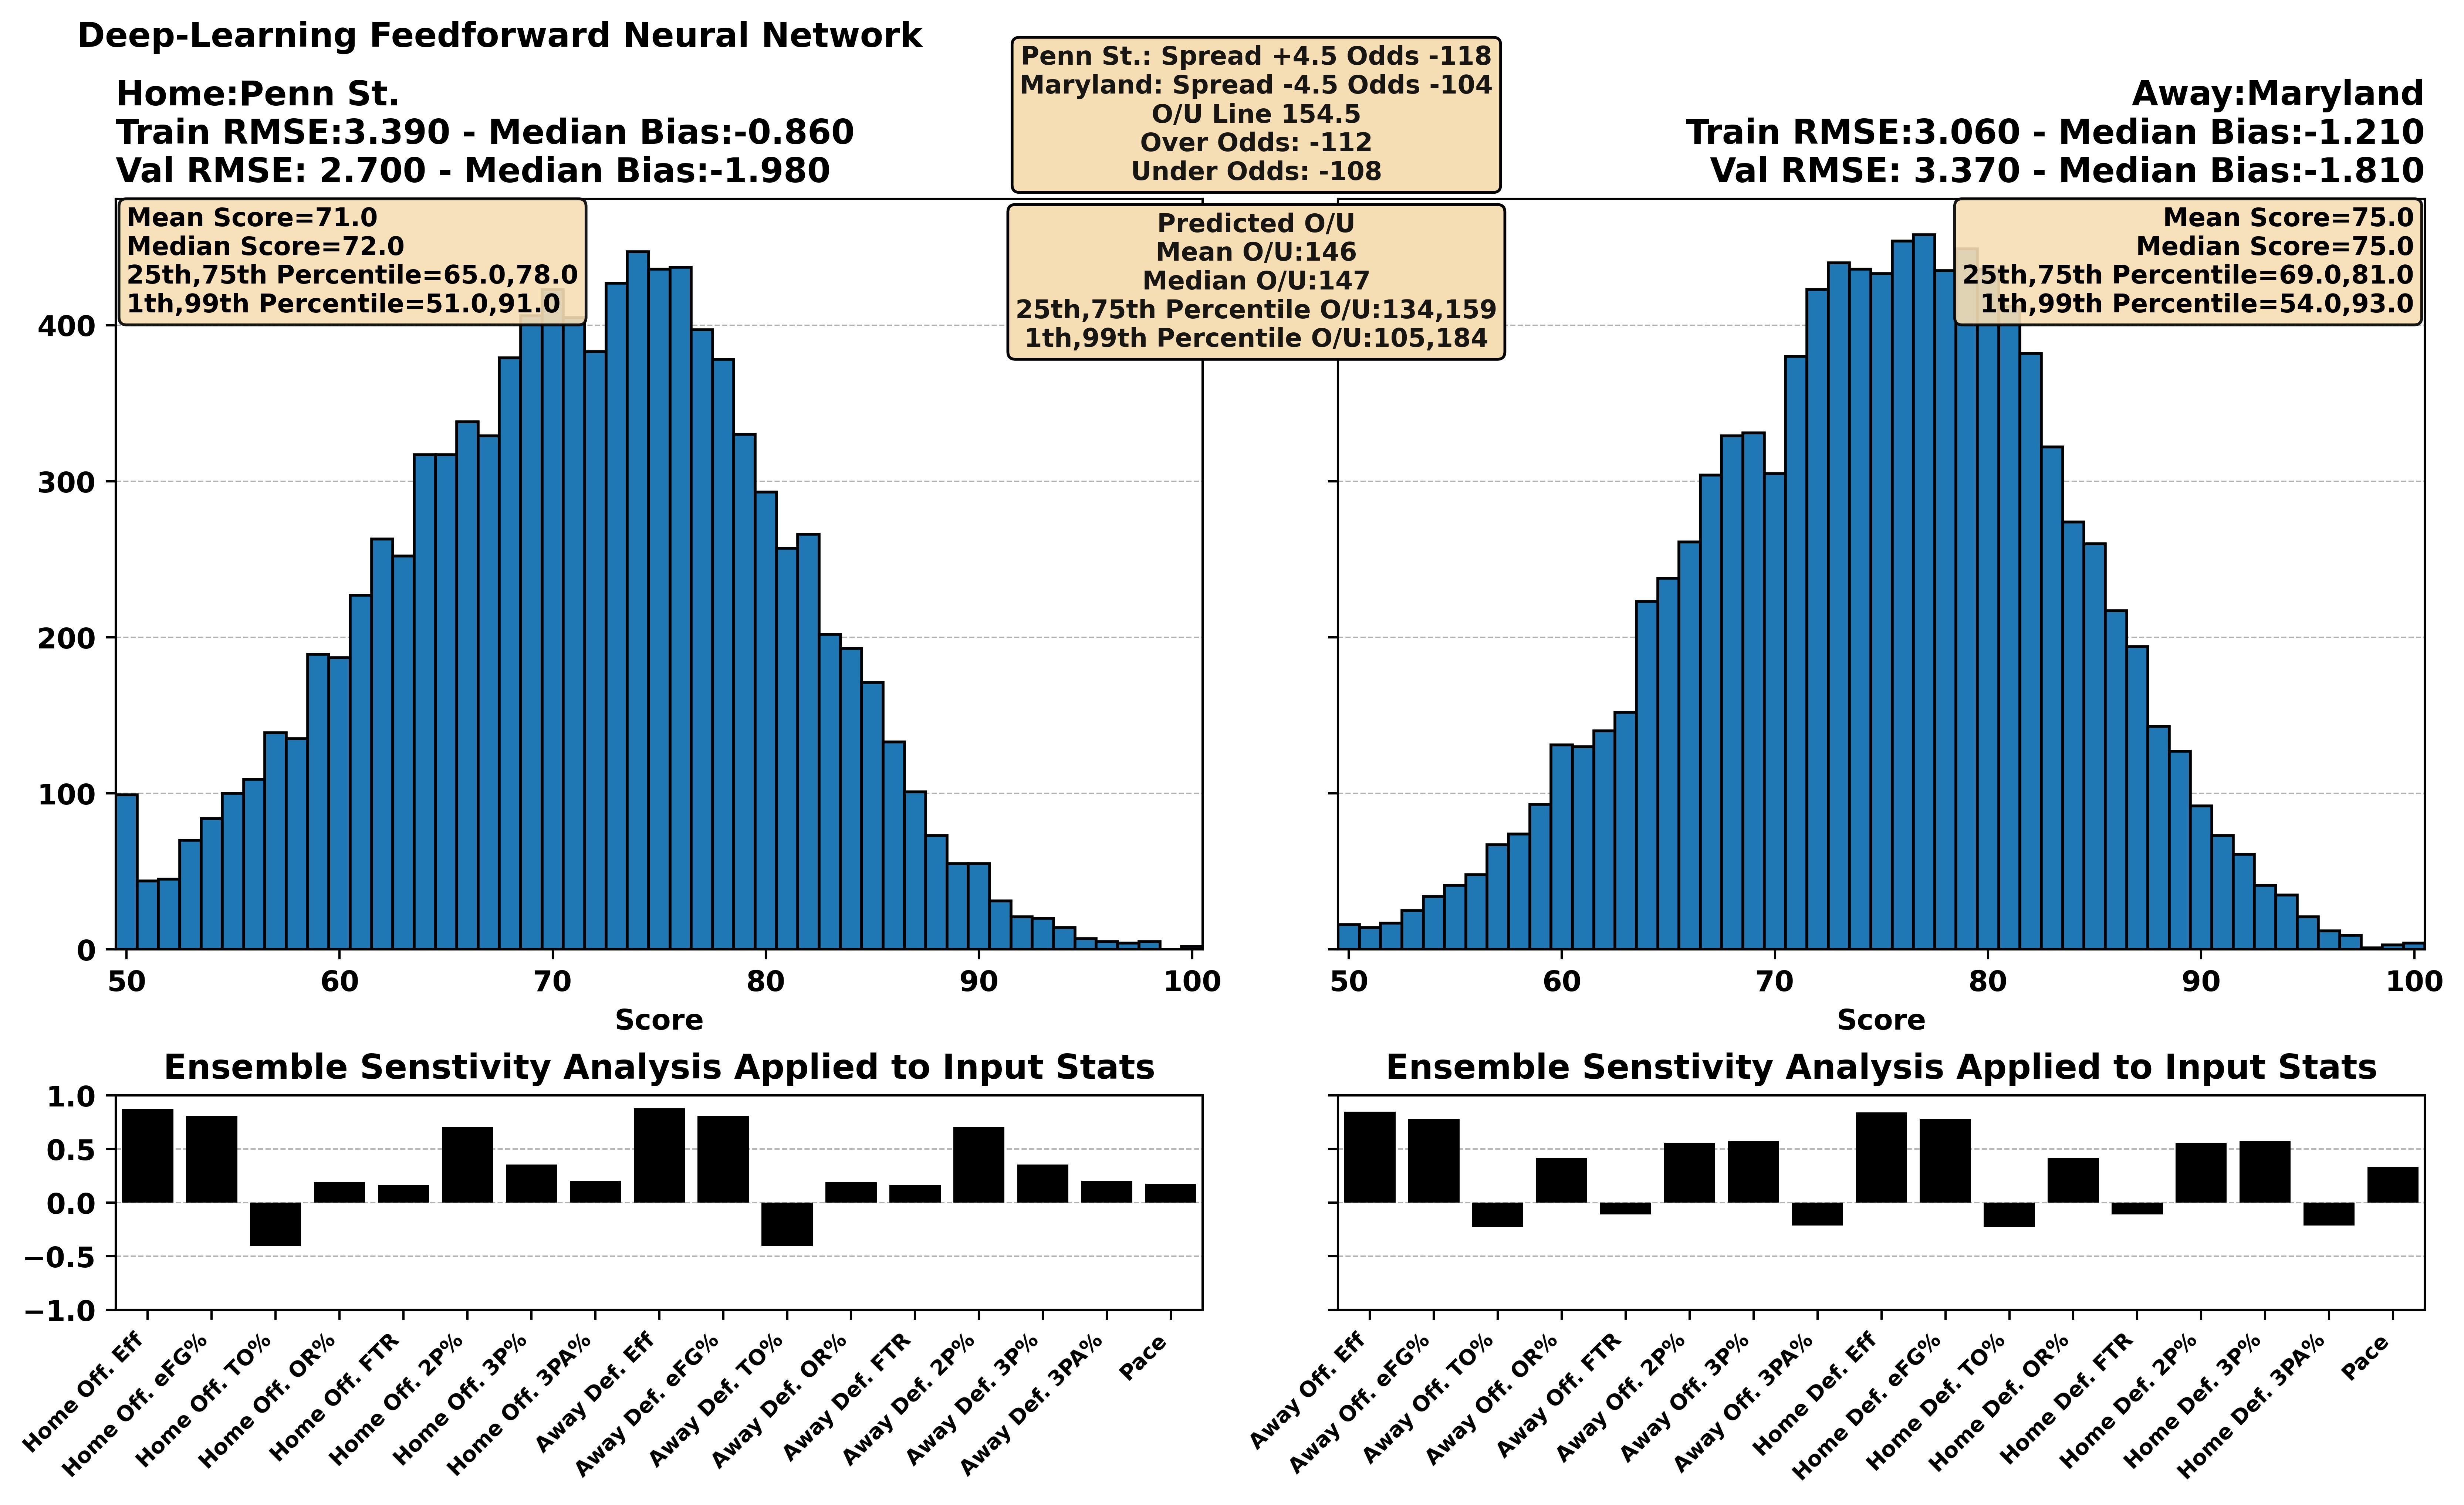 Deep-Learning Feedforward Neural Network
Penn St.: Spread +4.5 Odds -118
Maryland: Spread -4.5 Odds -104
O/U Line 154.5
Over Odds: -112
Under Odds: -108
Home:Penn St.
Train RMSE:3.390 - Median Bias:-0.860
Val RMSE: 2.700 - Median Bias:-1.980
Away:Maryland
Train RMSE:3.060 - Median Bias:-1.210
Val RMSE: 3.370 - Median Bias:-1.810
Mean Score=71.0
Median Score=72.0
25th,75th Percentile=65.0,78.0
1th,99th Percentile=51.0,91.0
Predicted O/U
Mean O/U:146
Median O/U:147
25th,75th Percentile O/U:134,159
1th,99th Percentile O/U:105,184
Mean Score=75.0
Median Score=75.0
25th,75th Percentile=69.0,81.0
1th,99th Percentile=54.0,93.0
400
300
200
100
0
50 60 70 80 90 100
Score
50 60 70 80 90 100
Score
Ensemble Senstivity Analysis Applied to Input Stats
1.0
0.5
0.0
−0.5
−1.0
Home Off. Eff
Home Off. eFG%
Home Off. TO%
Home Off. OR%
Home Off. FTR
Home Off. 2P%
Home Off. 3P%
Home Off. 3PA%
Away Def. Eff
Away Def. eFG%
Away Def. TO%
Away Def. OR%
Away Def. FTR
Away Def. 2P%
Away Def. 3P%
Away Def. 3PA%
Pace
Ensemble Senstivity Analysis Applied to Input Stats
Away Off. Eff
Away Off. eFG%
Away Off. TO%
Away Off. OR%
Away Off. FTR
Away Off. 2P%
Away Off. 3P%
Away Off. 3PA%
Home Def. Eff
Home Def. eFG%
Home Def. TO%
Home Def. OR%
Home Def. FTR
Home Def. 2P%
Home Def. 3P%
Home Def. 3PA%
Pace